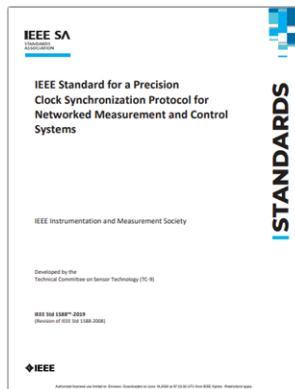 IEEE SA
STANDARDS
ASSOCIATION
STANDARDS
IEEE Standard for a Precision
Clock Synchronization Protocol for
Networked Measurement and Control
Systems
IEEE Instrumentation and Measurement Society
Developed by the
Technical Committee on Sensor Technology (TC-9)
IEEE Std 1588™-2019
(Revision of IEEE Std 1588-2008)
IEEE